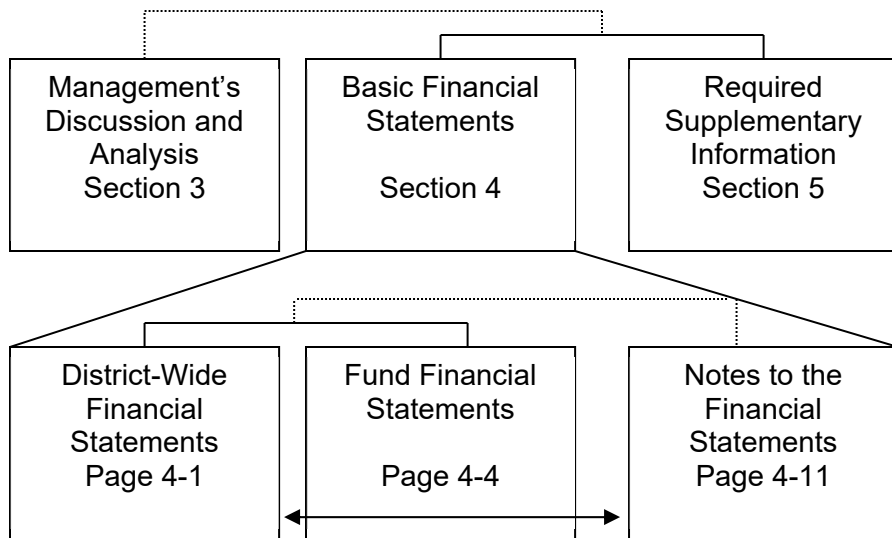 Management’s
Discussion and
Analysis
Section 3
Basic Financial
Statements
Section 4
Required
Supplementary
Information
Section 5
District-Wide
Financial
Statements
Page 4-1
Fund Financial
Statements
Page 4-4
Notes to the
Financial
Statements
Page 4-11